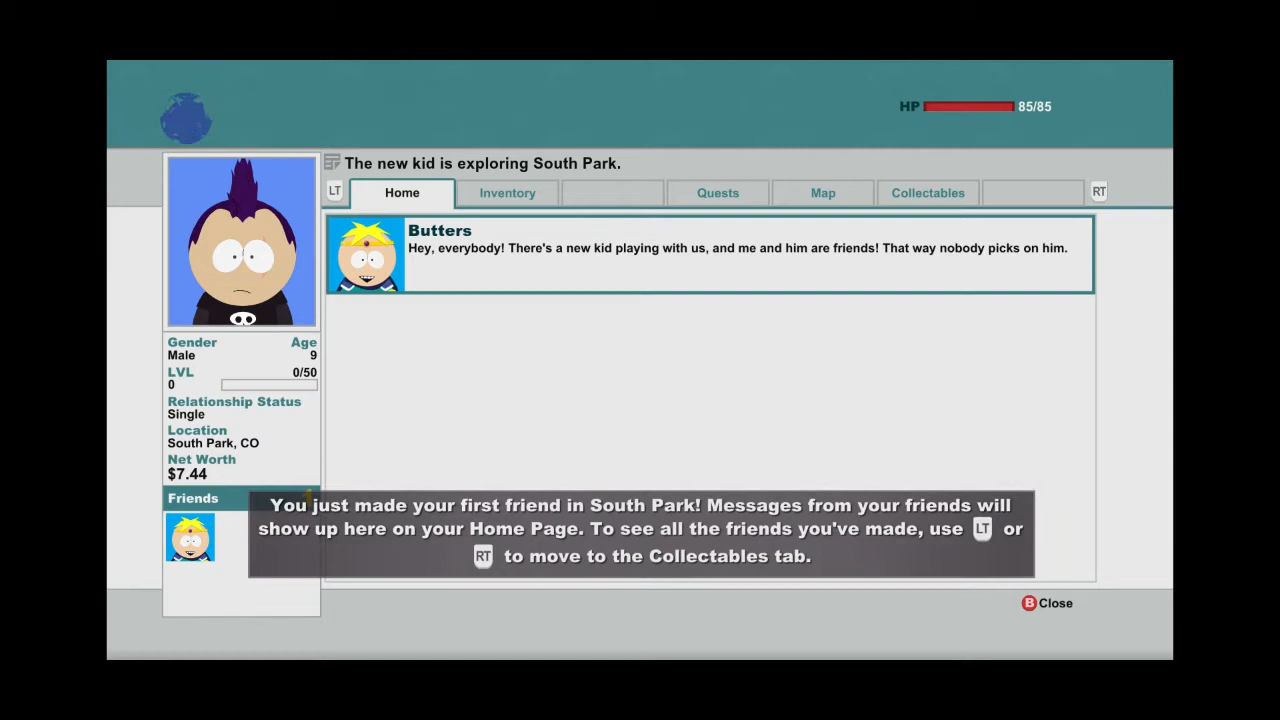 HP 85/85
The new kid is exploring South Park.
LT Home Inventory Quests Map Collectables RT
Butters
Hey, everybody! There's a new kid playing with us, and me and him are friends! That way nobody picks on him.
Gender Age
Male 9
LVL 0/50
0
Relationship Status
Single
Location
South Park, CO
Net Worth
$7.44
Friends 1
You just made your first friend in South Park! Messages from your friends will
show up here on your Home Page. To see all the friends you've made, use LT or
RT to move to the Collectables tab.
B Close